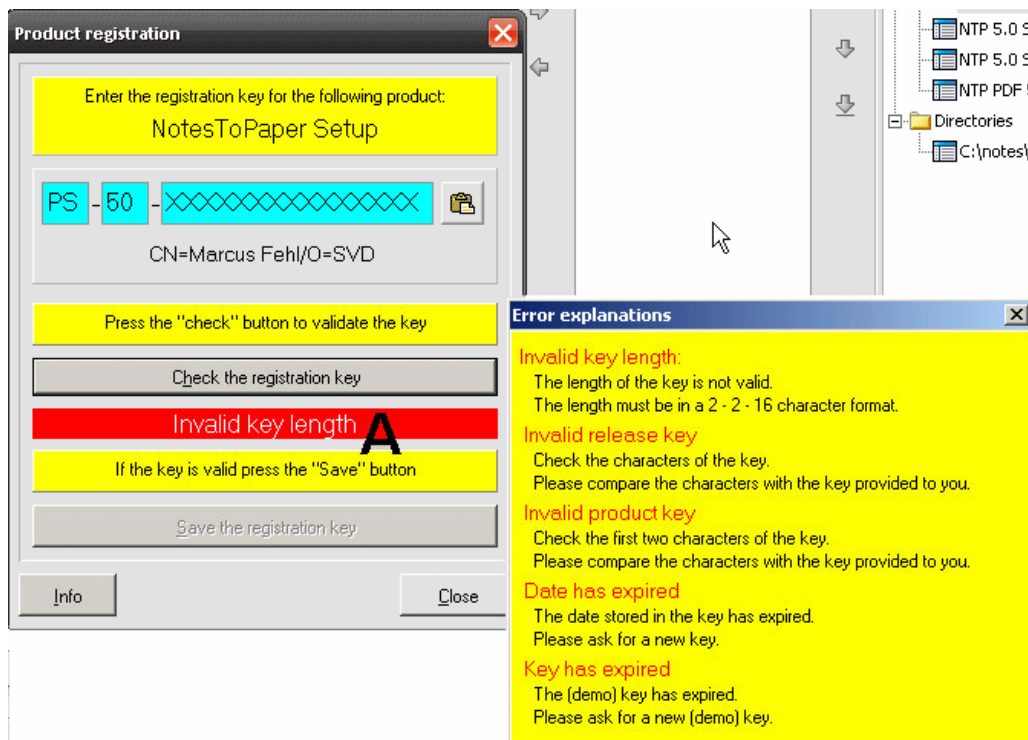 Product registration
Enter the registration key for the following product:
NotesToPaper Setup
PS - 50 - XXXXXXXXXXXXXXXX
CN=Marcus Fehl/O=SVD
Press the "check" button to validate the key
Check the registration key
Invalid key length A
If the key is valid press the "Save" button
Save the registration key
Info
Close
NTP 5.0 S
NTP 5.0 S
NTP PDF
Directories
C:\notes\
Error explanations
Invalid key length:
The length of the key is not valid.
The length must be in a 2 - 2 - 16 character format.
Invalid release key
Check the characters of the key.
Please compare the characters with the key provided to you.
Invalid product key
Check the first two characters of the key.
Please compare the characters with the key provided to you.
Date has expired
The date stored in the key has expired.
Please ask for a new key.
Key has expired
The (demo) key has expired.
Please ask for a new (demo) key.